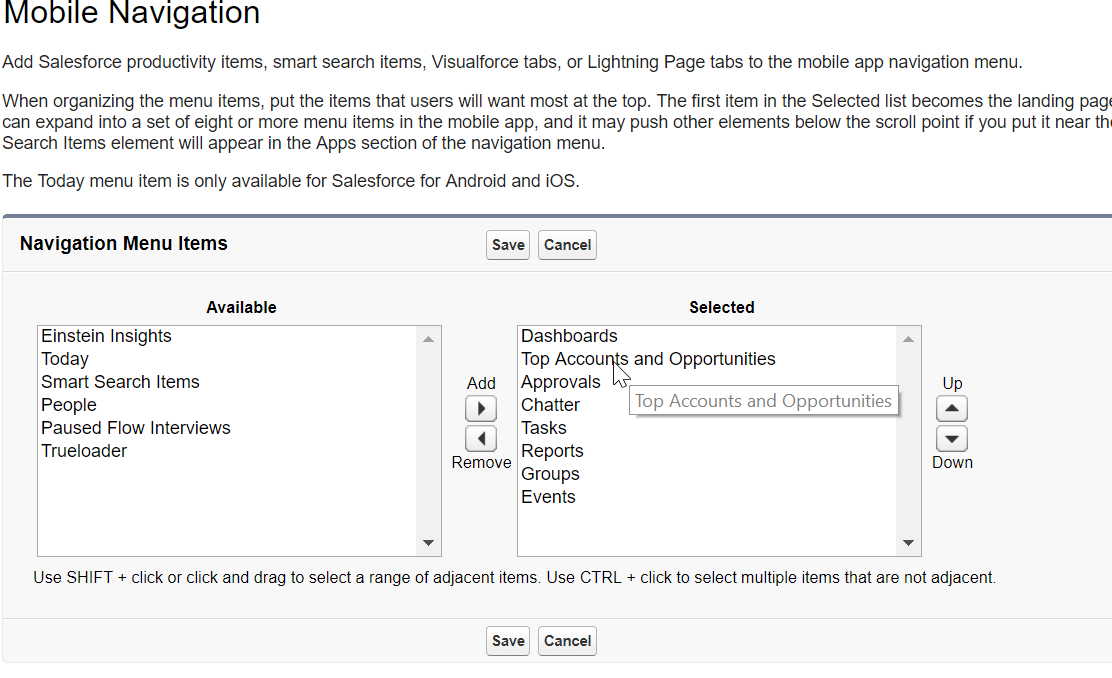 Mobile Navigation
Add Salesforce productivity items, smart search items, Visualforce tabs, or Lightning Page tabs to the mobile app navigation menu.
When organizing the menu items, put the items that users will want most at the top. The first item in the Selected list becomes the landing
can expand into a set of eight or more menu items in the mobile app, and it may push other elements below the scroll point if you put it near
Search Items element will appear in the Apps section of the navigation menu.
The Today menu item is only available for Salesforce for Android and iOS.
Navigation Menu Items
Save Cancel
Available
Selected
Einstein Insights
Today
Smart Search Items
People
Paused Flow Interviews
Trueloader
Add
Remove
Dashboards
Top Accounts and Opportunities
Approvals
Top Accounts and Opportunities
Chatter
Tasks
Reports
Groups
Events
Up
Down
Use SHIFT + click or click and drag to select a range of adjacent items. Use CTRL + click to select multiple items that are not adjacent.
Save Cancel